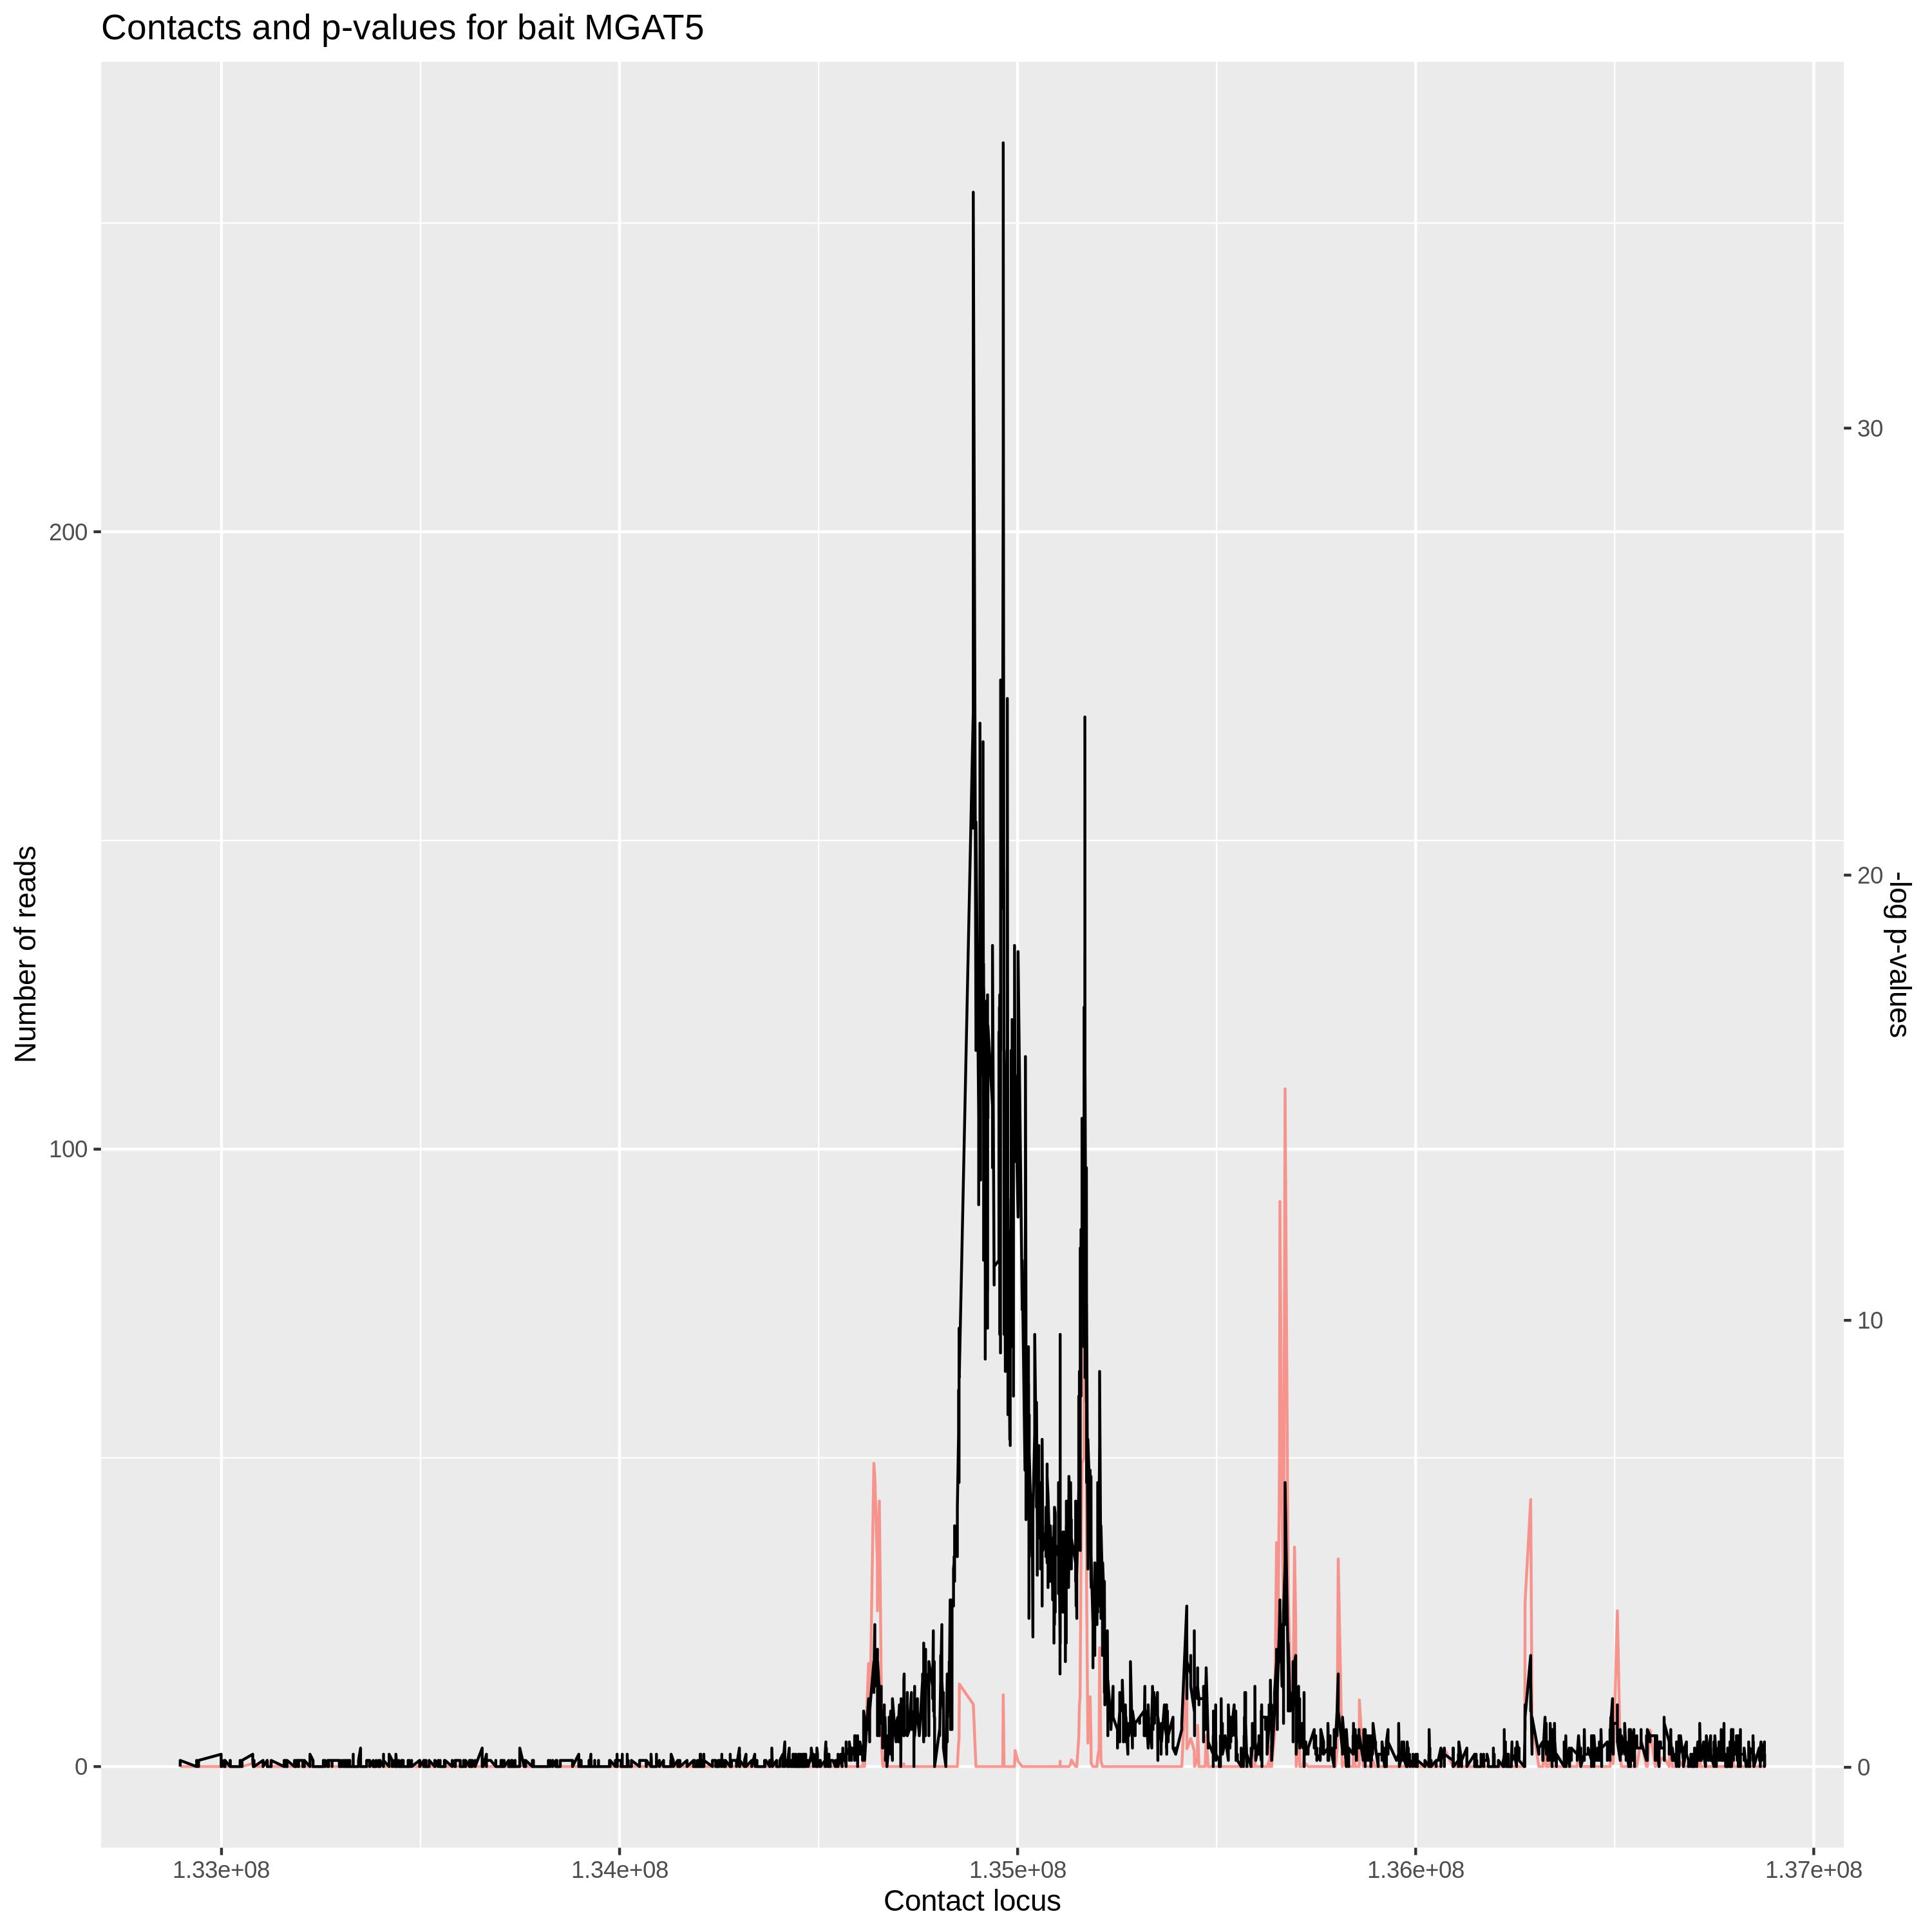 Contacts and p-values for bait MGAT5
Number of reads
200
100
0
30
20
10
0
-log p-values
1.33e+08
1.34e+08
1.35e+08
1.36e+08
1.37e+08
Contact locus